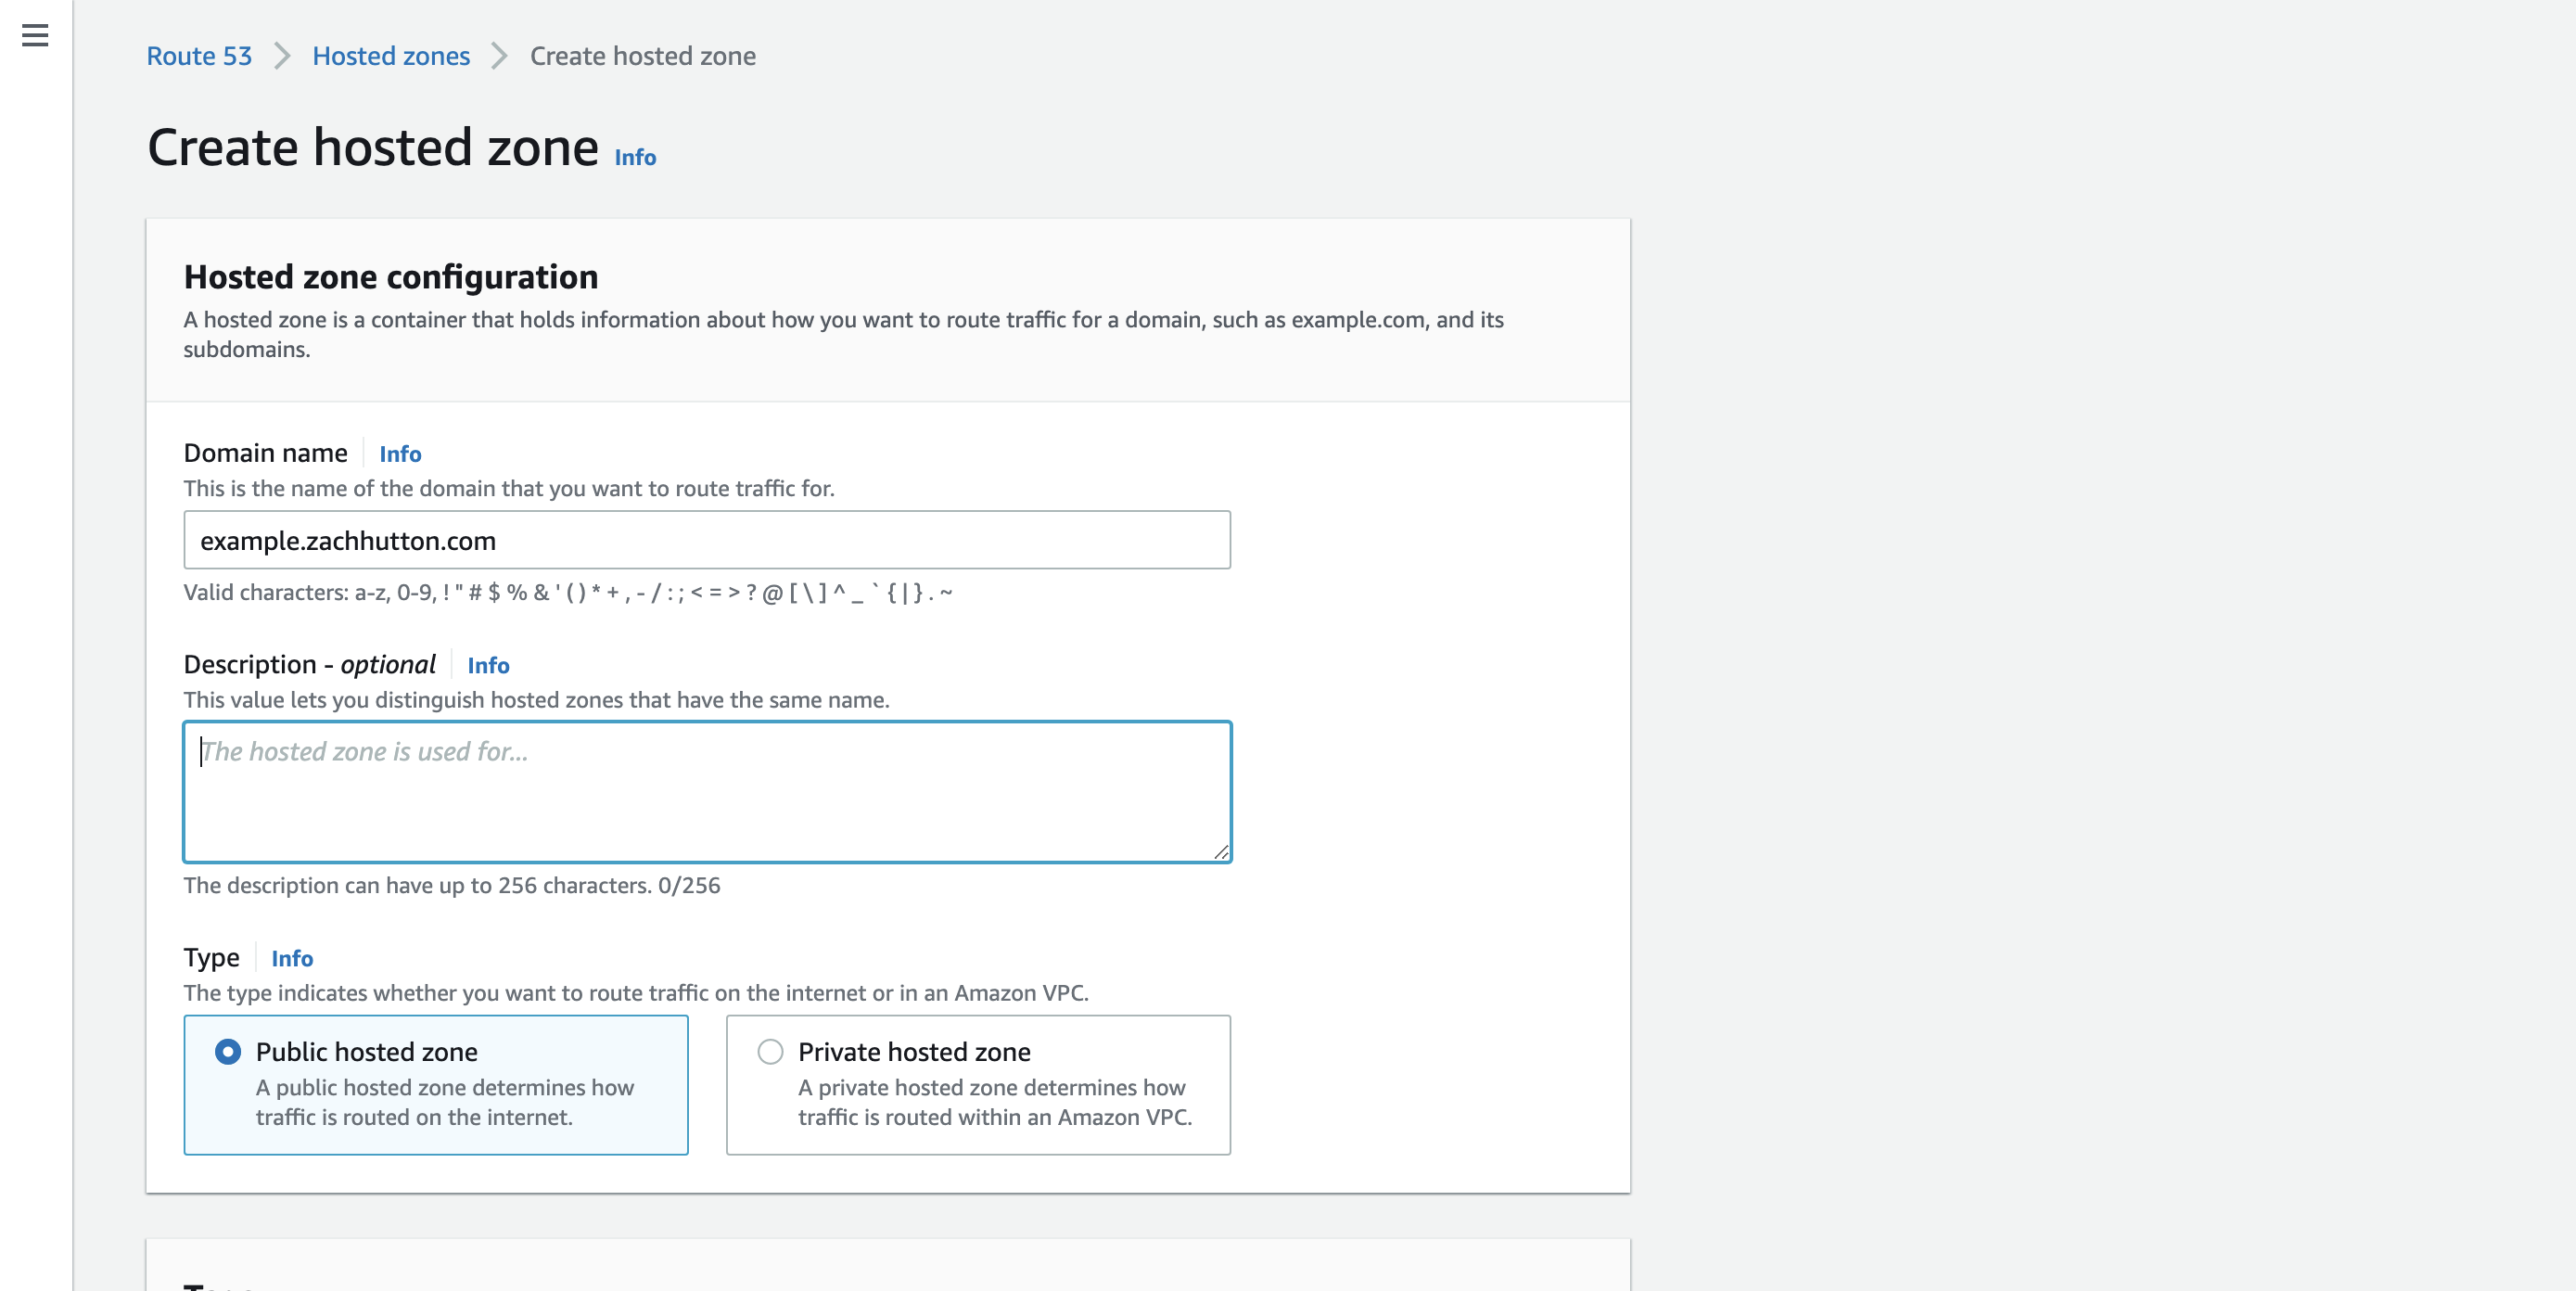 Route 53 > Hosted zones > Create hosted zone
Create hosted zone Info
Hosted zone configuration
A hosted zone is a container that holds information about how you want to route traffic for a domain, such as example.com, and its
subdomains.
Domain name Info
This is the name of the domain that you want to route traffic for.
example.zachhutton.com
Valid characters: a-z, 0-9, ! " # $ % & ' ( ) * + , - / : ; < = > ? @ [ \ ] ^ _ ` { | } . ~
Description - optional Info
This value lets you distinguish hosted zones that have the same name.
The hosted zone is used for...
The description can have up to 256 characters. 0/256
Type Info
The type indicates whether you want to route traffic on the internet or in an Amazon VPC.
Public hosted zone
A public hosted zone determines how
traffic is routed on the internet.
Private hosted zone
A private hosted zone determines how
traffic is routed within an Amazon VPC.